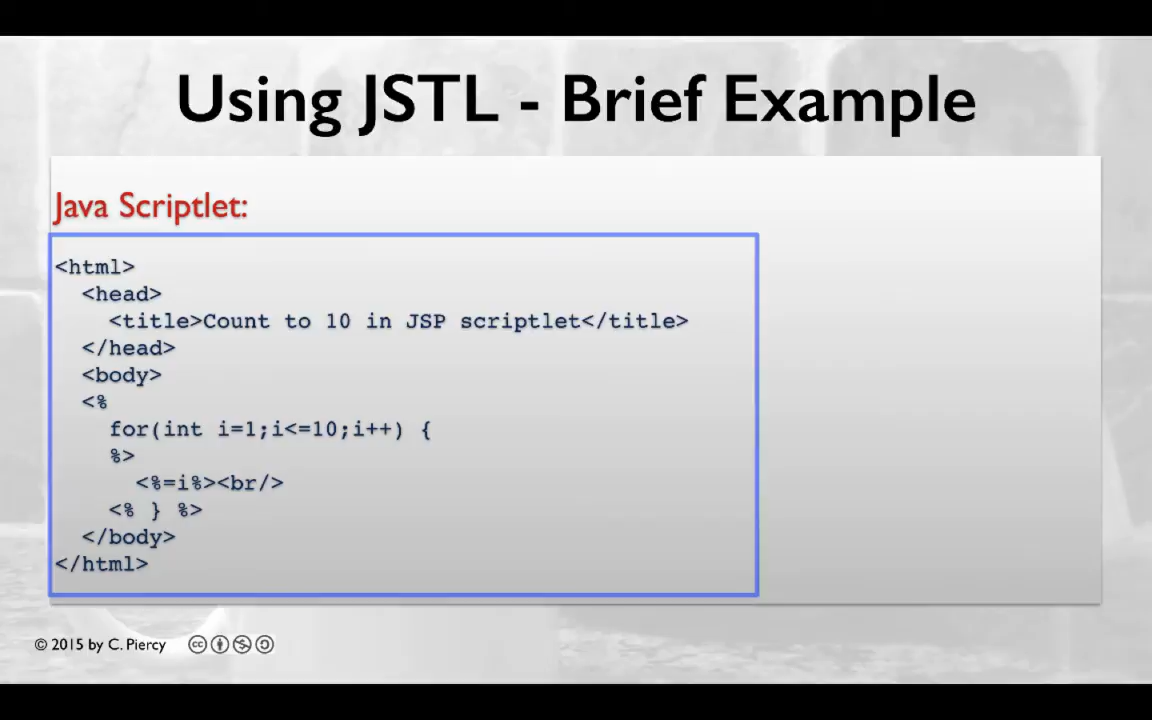 Using JSTL - Brief Example
Java Scriptlet:
<html>
  <head>
    <title>Count to 10 in JSP scriptlet</title>
  </head>
  <body>
  <%
    for(int i=1;i<=10;i++) {
    %>
      <%=i%><br/>
    <% } %>
  </body>
</html>
© 2015 by C. Piercy